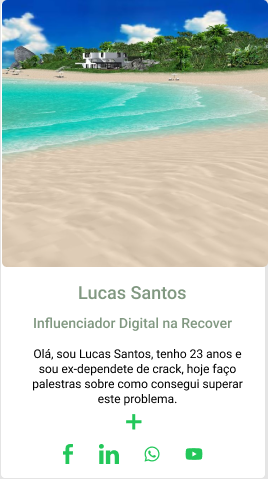 Lucas Santos
Influenciador Digital na Recover
Olá, sou Lucas Santos, tenho 23 anos e
sou ex-dependete de crack, hoje faço
palestras sobre como consegui superar
este problema.